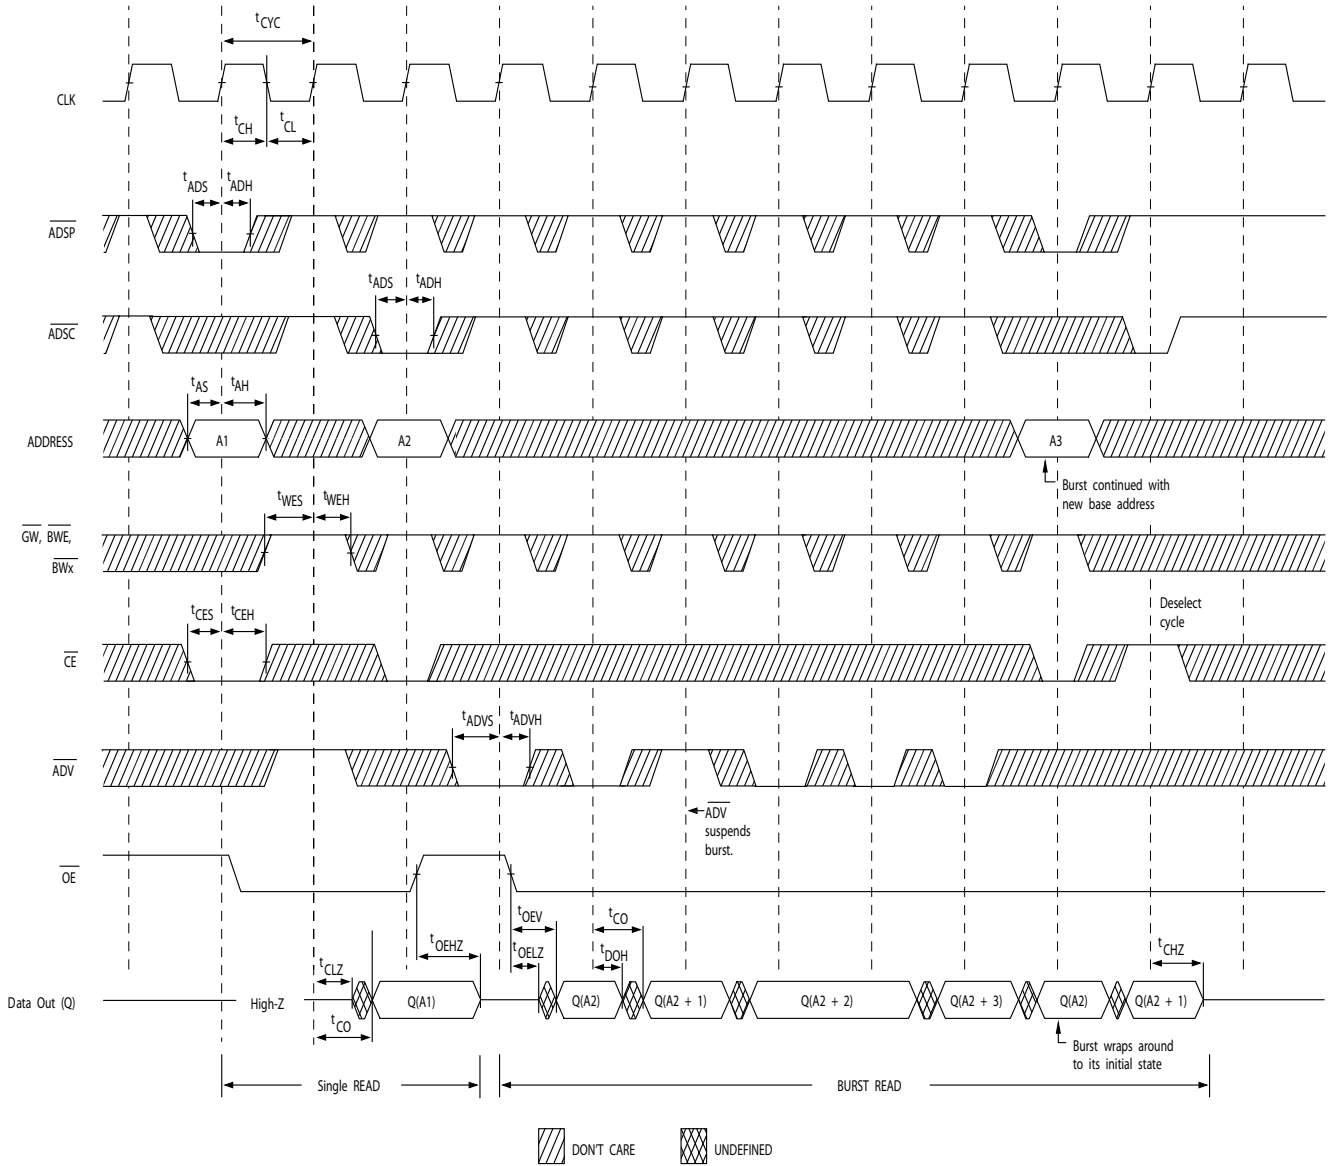 tCYC
CLK
tCH
tCL
tADS
tADH
ADSP
tADS
tADH
ADSC
tAS
tAH
ADDRESS
A1
A2
A3
Burst continued with
new base address
tWES
tWEH
GW, BWE,
BWx
tCES
tCEH
Deselect
cycle
CE
tADVS
tADVH
ADV
ADV
suspends
burst.
OE
tOEV
tCO
tOEHZ
tOELZ
tDOH
tCHZ
tCLZ
Data Out (Q)
High-Z
Q(A1)
Q(A2)
Q(A2 + 1)
Q(A2 + 2)
Q(A2 + 3)
Q(A2)
Q(A2 + 1)
tCO
Burst wraps around
to its initial state
Single READ
BURST READ
DON'T CARE
UNDEFINED